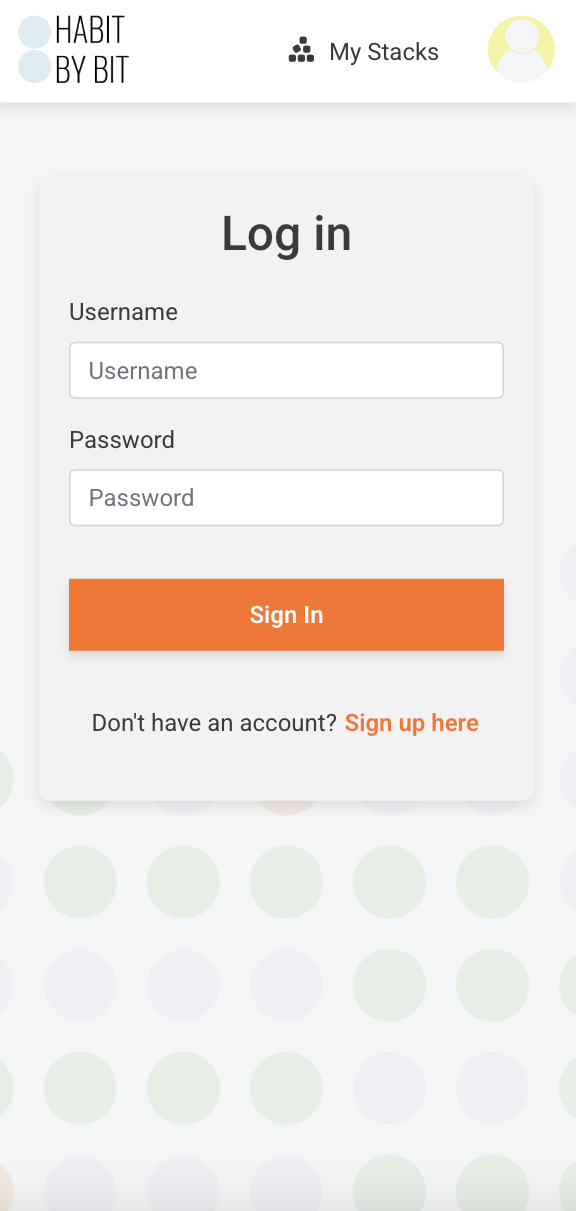 HABIT
BY BIT
My Stacks
Log in
Username
Username
Password
Password
Sign In
Don't have an account? Sign up here